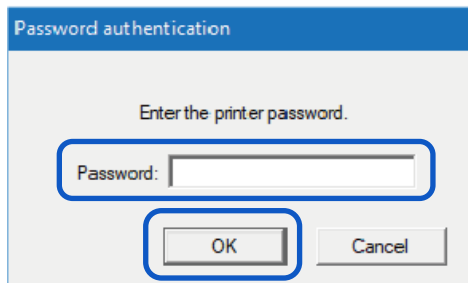 Password authentication
Enter the printer password.
Password:
OK
Cancel